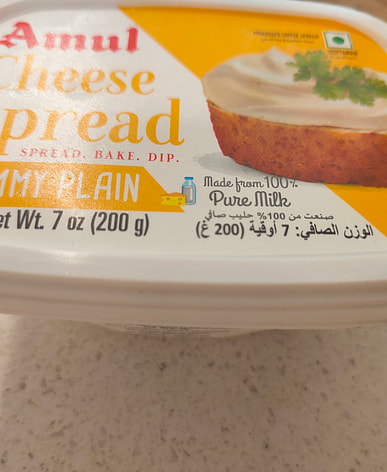 Amul
Cheese
Spread
SPREAD. BAKE. DIP.
MMY PLAIN
Made from 100%
Pure Milk
صنعت من 100% حليب صافي
et Wt. 7 oz (200 g)
الوزن الصافي: 7 أوقية (200 غ)